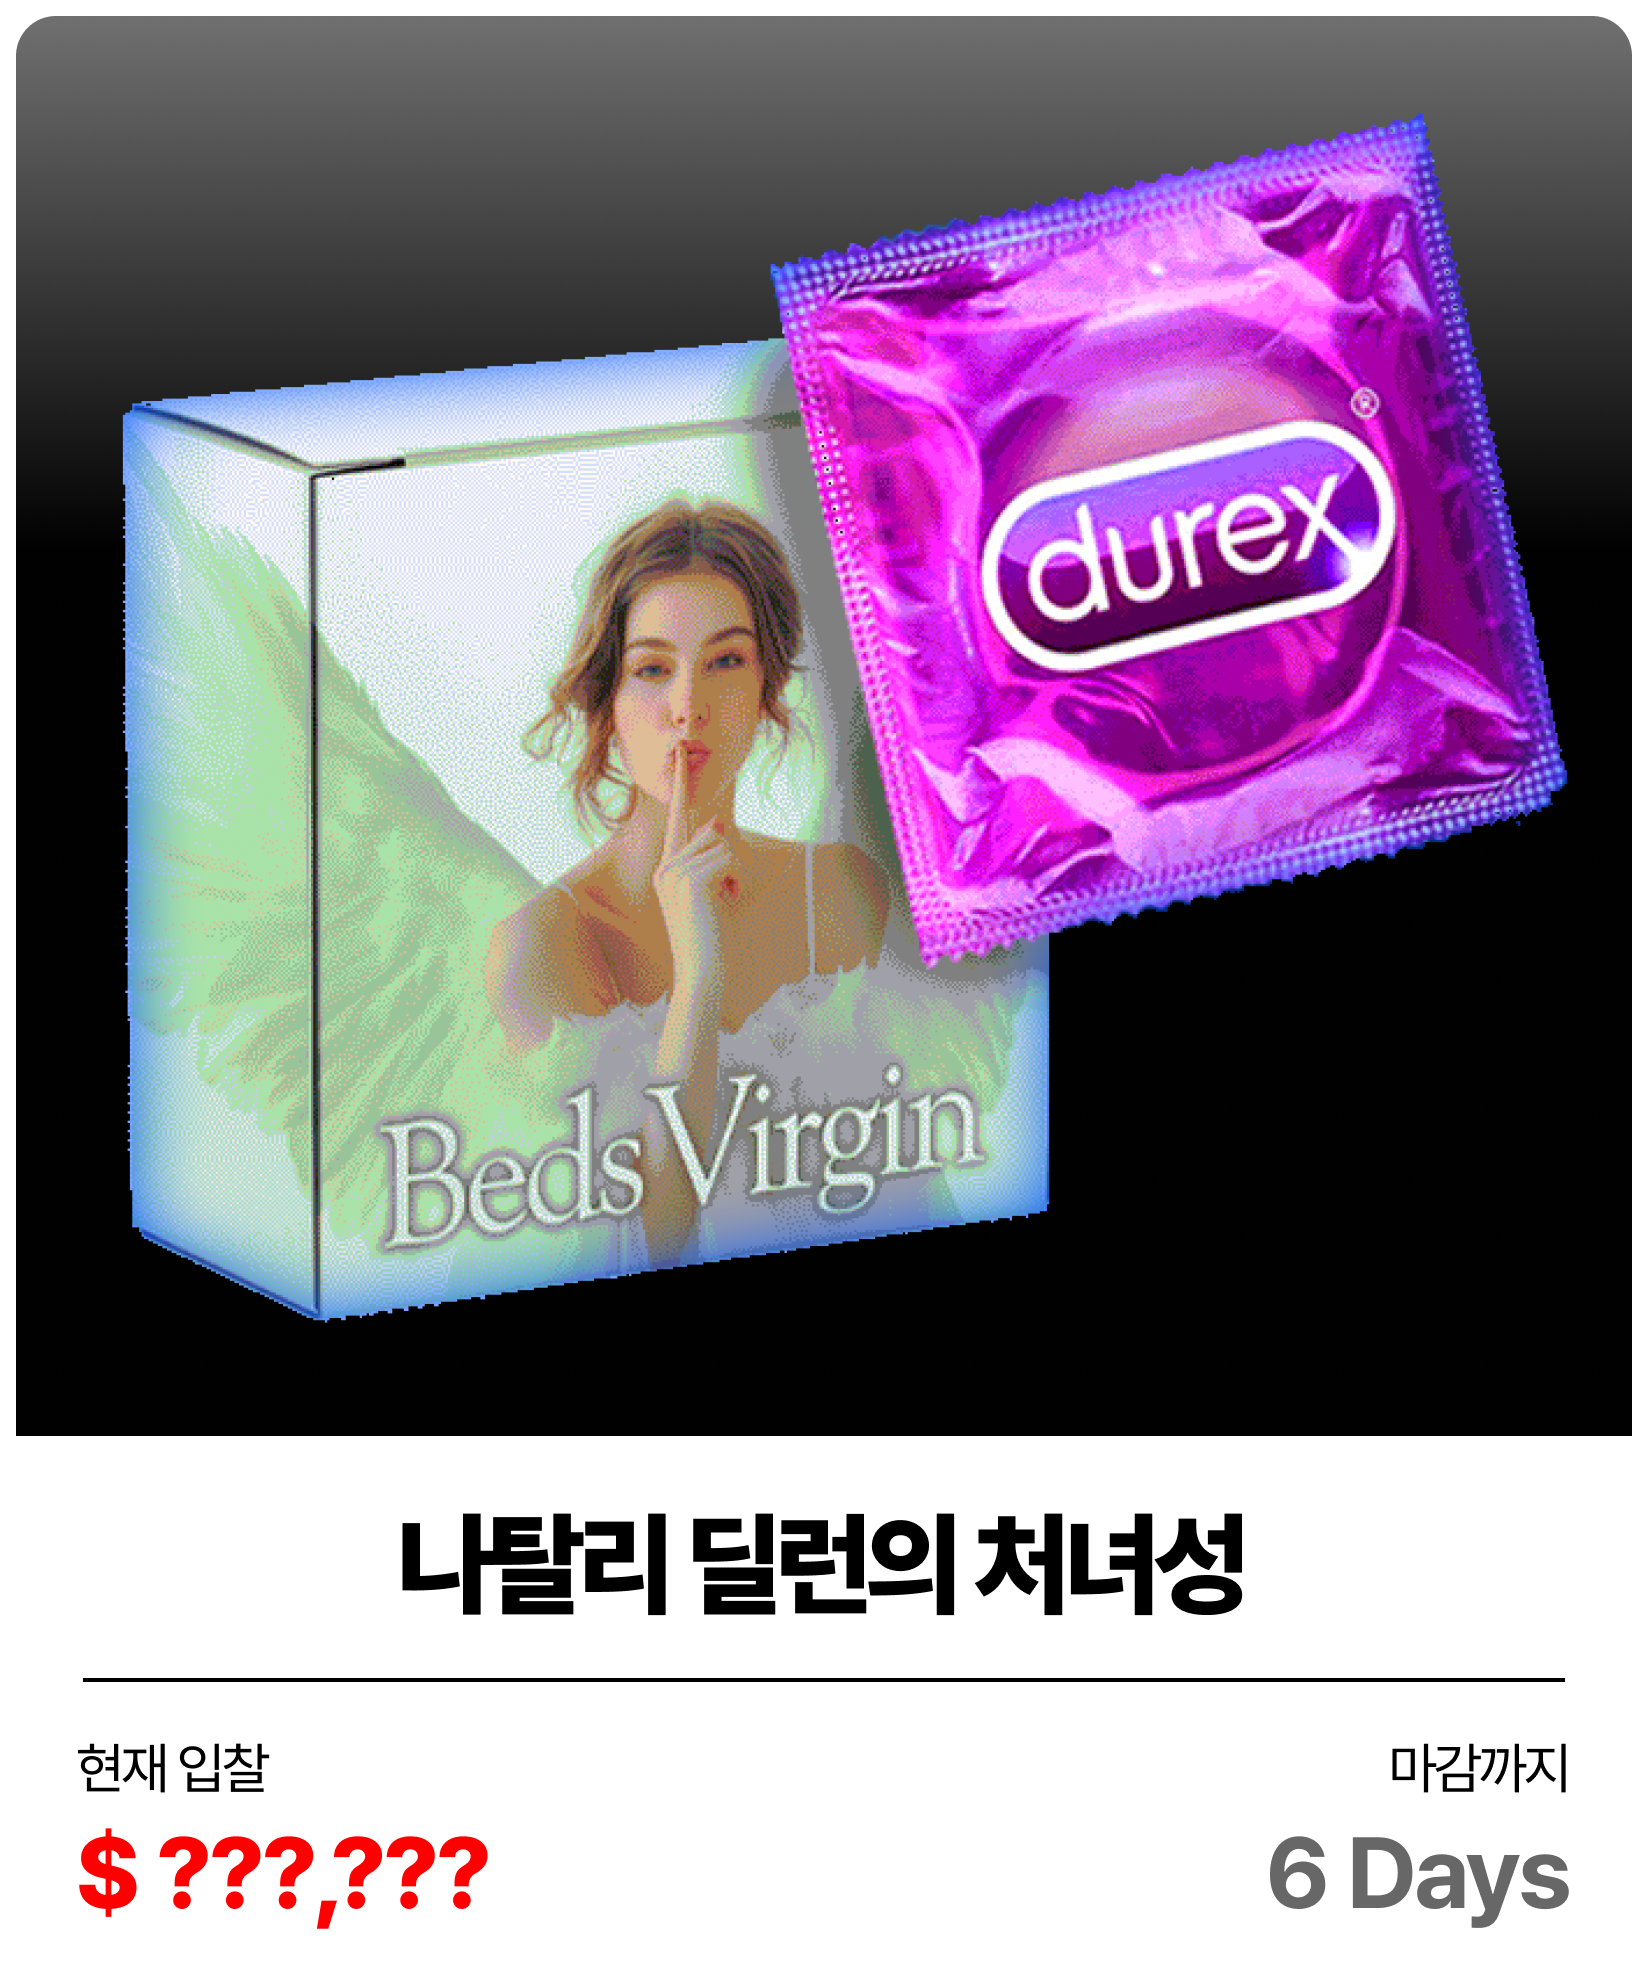 durex
®
Beds Virgin
나탈리 딜런의 처녀성
현재 입찰
마감까지
$ ???,???
6 Days